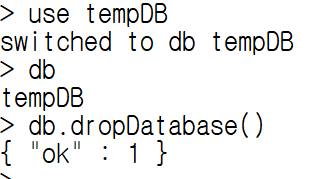 > use tempDB
switched to db tempDB
> db
tempDB
> db.dropDatabase()
{ "ok" : 1 }
>